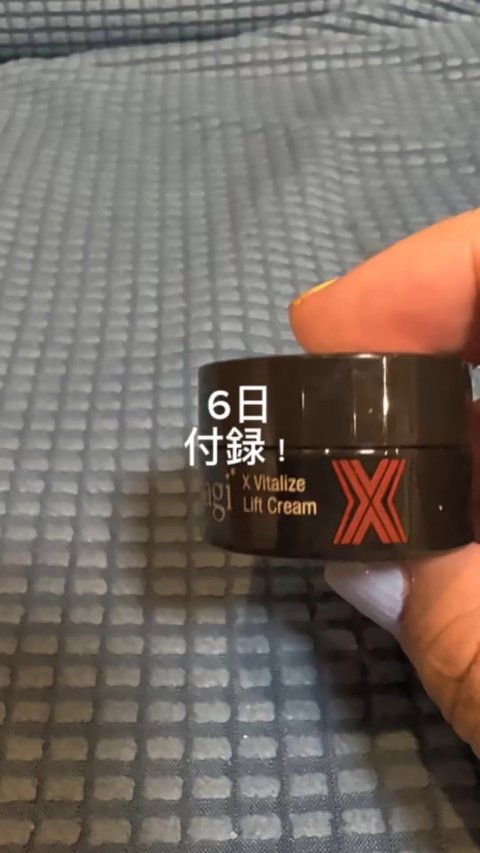 6日
付録！
X Vitalize
Lift Cream
X